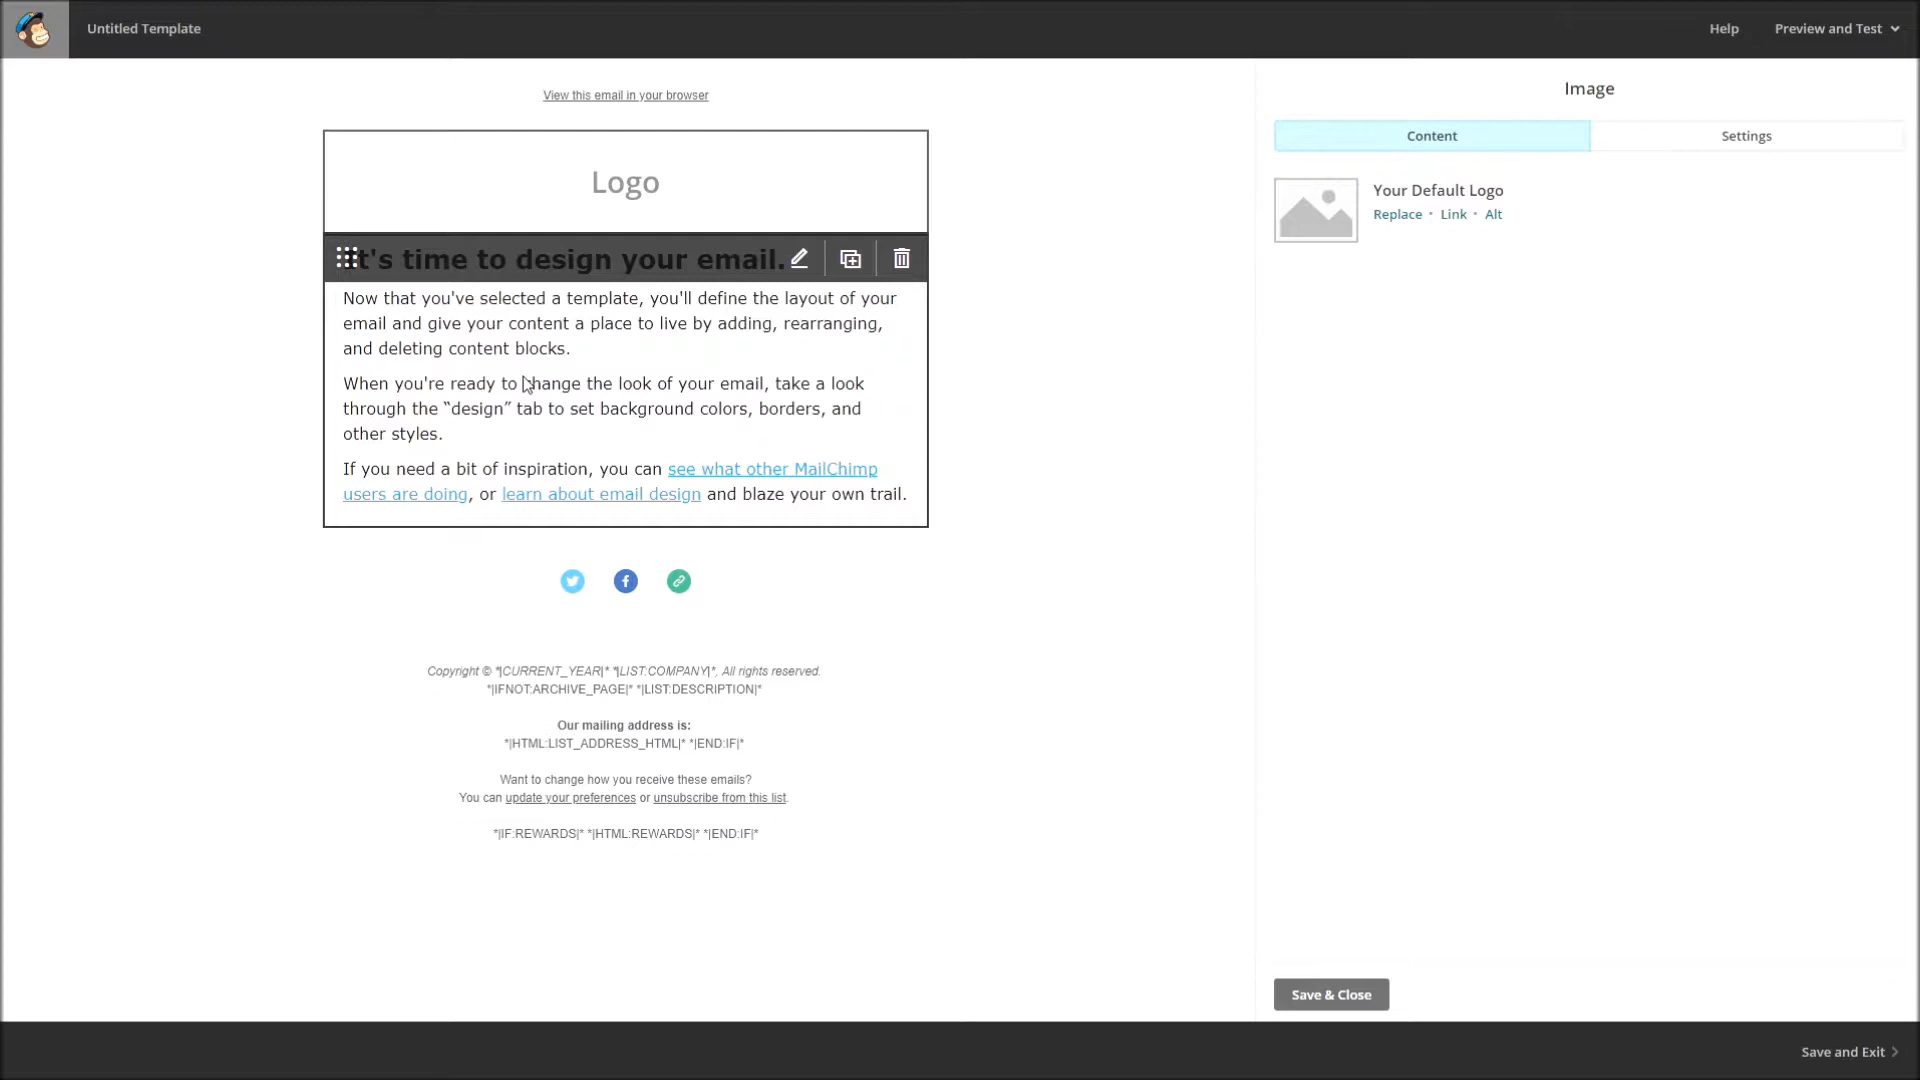 Untitled Template
Help
Preview and Test
View this email in your browser
Image
Content
Settings
Logo
Your Default Logo
Replace · Link · Alt
It's time to design your email.
Now that you've selected a template, you'll define the layout of your
email and give your content a place to live by adding, rearranging,
and deleting content blocks.
When you're ready to change the look of your email, take a look
through the “design” tab to set background colors, borders, and
other styles.
If you need a bit of inspiration, you can see what other MailChimp
users are doing, or learn about email design and blaze your own trail.
Copyright © *|CURRENT_YEAR|* *|LIST:COMPANY|*, All rights reserved.
*|IFNOT:ARCHIVE_PAGE|* *|LIST:DESCRIPTION|*
Our mailing address is:
*|HTML:LIST_ADDRESS_HTML|* *|END:IF|*
Want to change how you receive these emails?
You can update your preferences or unsubscribe from this list.
*|IF:REWARDS|* *|HTML:REWARDS|* *|END:IF|*
Save & Close
Save and Exit